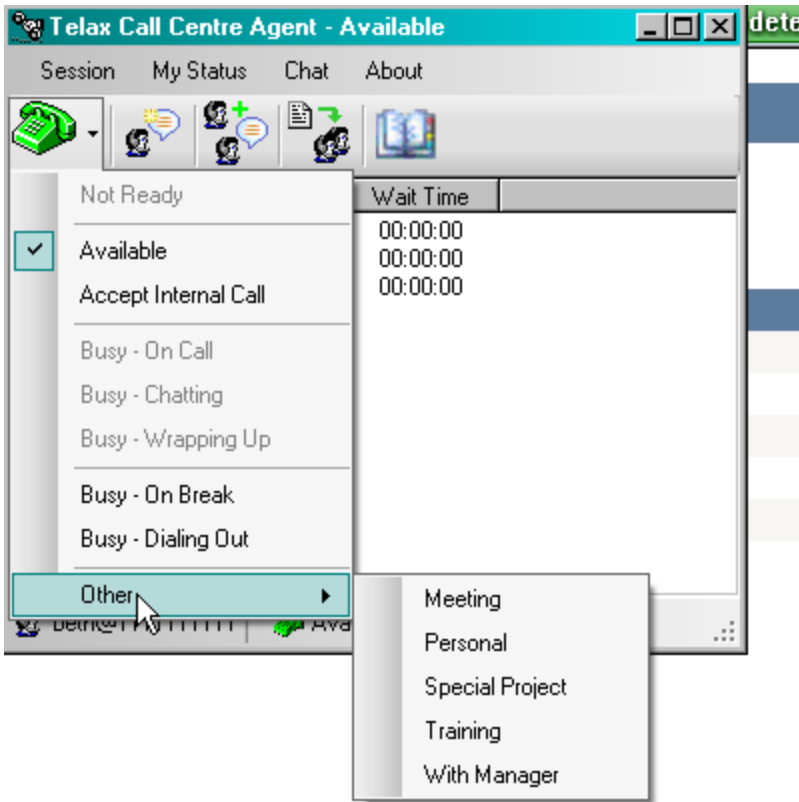 Telax Call Centre Agent - Available
Session My Status Chat About
Not Ready
Wait Time
Available
00:00:00
00:00:00
Accept Internal Call
00:00:00
Busy - On Call
Busy - Chatting
Busy - Wrapping Up
Busy - On Break
Busy - Dialing Out
Other
Meeting
Personal
Special Project
Training
With Manager